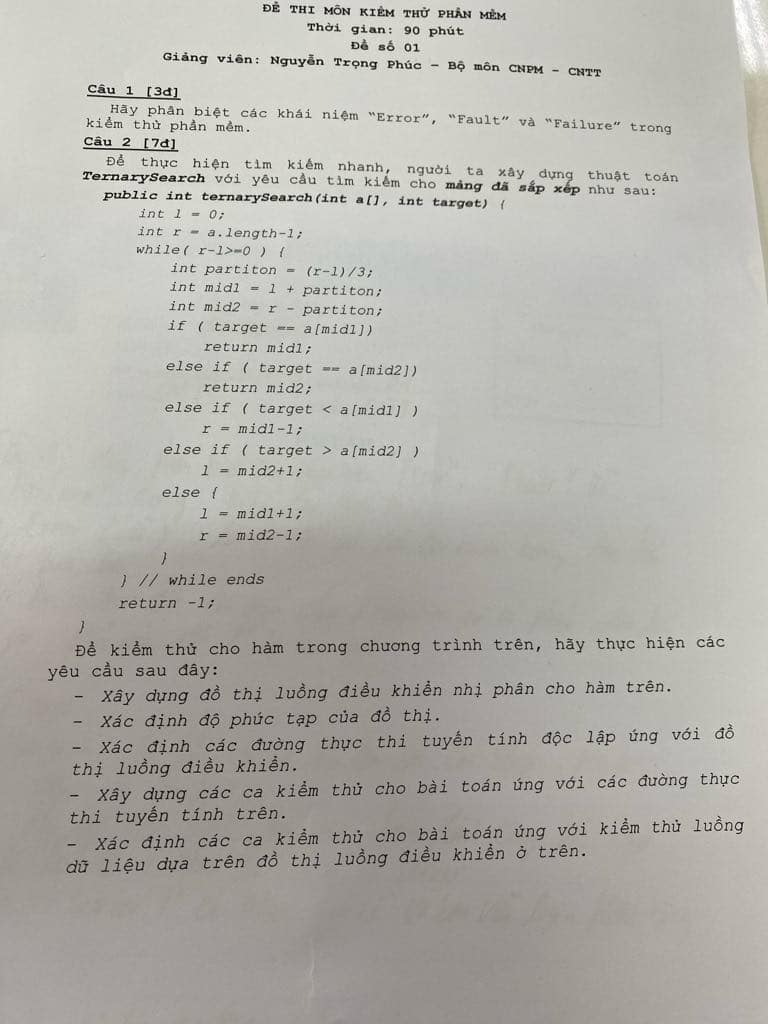 ĐỀ THI MÔN KIỂM THỬ PHẦN MỀM
Thời gian: 90 phút
Đề số 01
Giảng viên: Nguyễn Trọng Phúc – Bộ môn CNPM – CNTT
Câu 1 [3đ]
Hãy phân biệt các khái niệm “Error”, “Fault” và “Failure” trong
kiểm thử phần mềm.
Câu 2 [7đ]
Để thực hiện tìm kiếm nhanh, người ta xây dựng thuật toán
TernarySearch với yêu cầu tìm kiếm cho mảng đã sắp xếp như sau:
public int ternarySearch(int a[], int target) {
int l = 0;
int r = a.length-1;
while( r-l>=0 ) {
int partiton = (r-l)/3;
int mid1 = l + partiton;
int mid2 = r - partiton;
if ( target == a[mid1])
return mid1;
else if ( target == a[mid2])
return mid2;
else if ( target < a[mid1] )
r = mid1-1;
else if ( target > a[mid2] )
l = mid2+1;
else {
l = mid1+1;
r = mid2-1;
}
} // while ends
return -1;
}
Để kiểm thử cho hàm trong chương trình trên, hãy thực hiện các
yêu cầu sau đây:
– Xây dựng đồ thị luồng điều khiển nhị phân cho hàm trên.
– Xác định độ phức tạp của đồ thị.
– Xác định các đường thực thi tuyến tính độc lập ứng với đồ
thị luồng điều khiển.
– Xây dựng các ca kiểm thử cho bài toán ứng với các đường thực
thi tuyến tính trên.
– Xác định các ca kiểm thử cho bài toán ứng với kiểm thử luồng
dữ liệu dựa trên đồ thị luồng điều khiển ở trên.